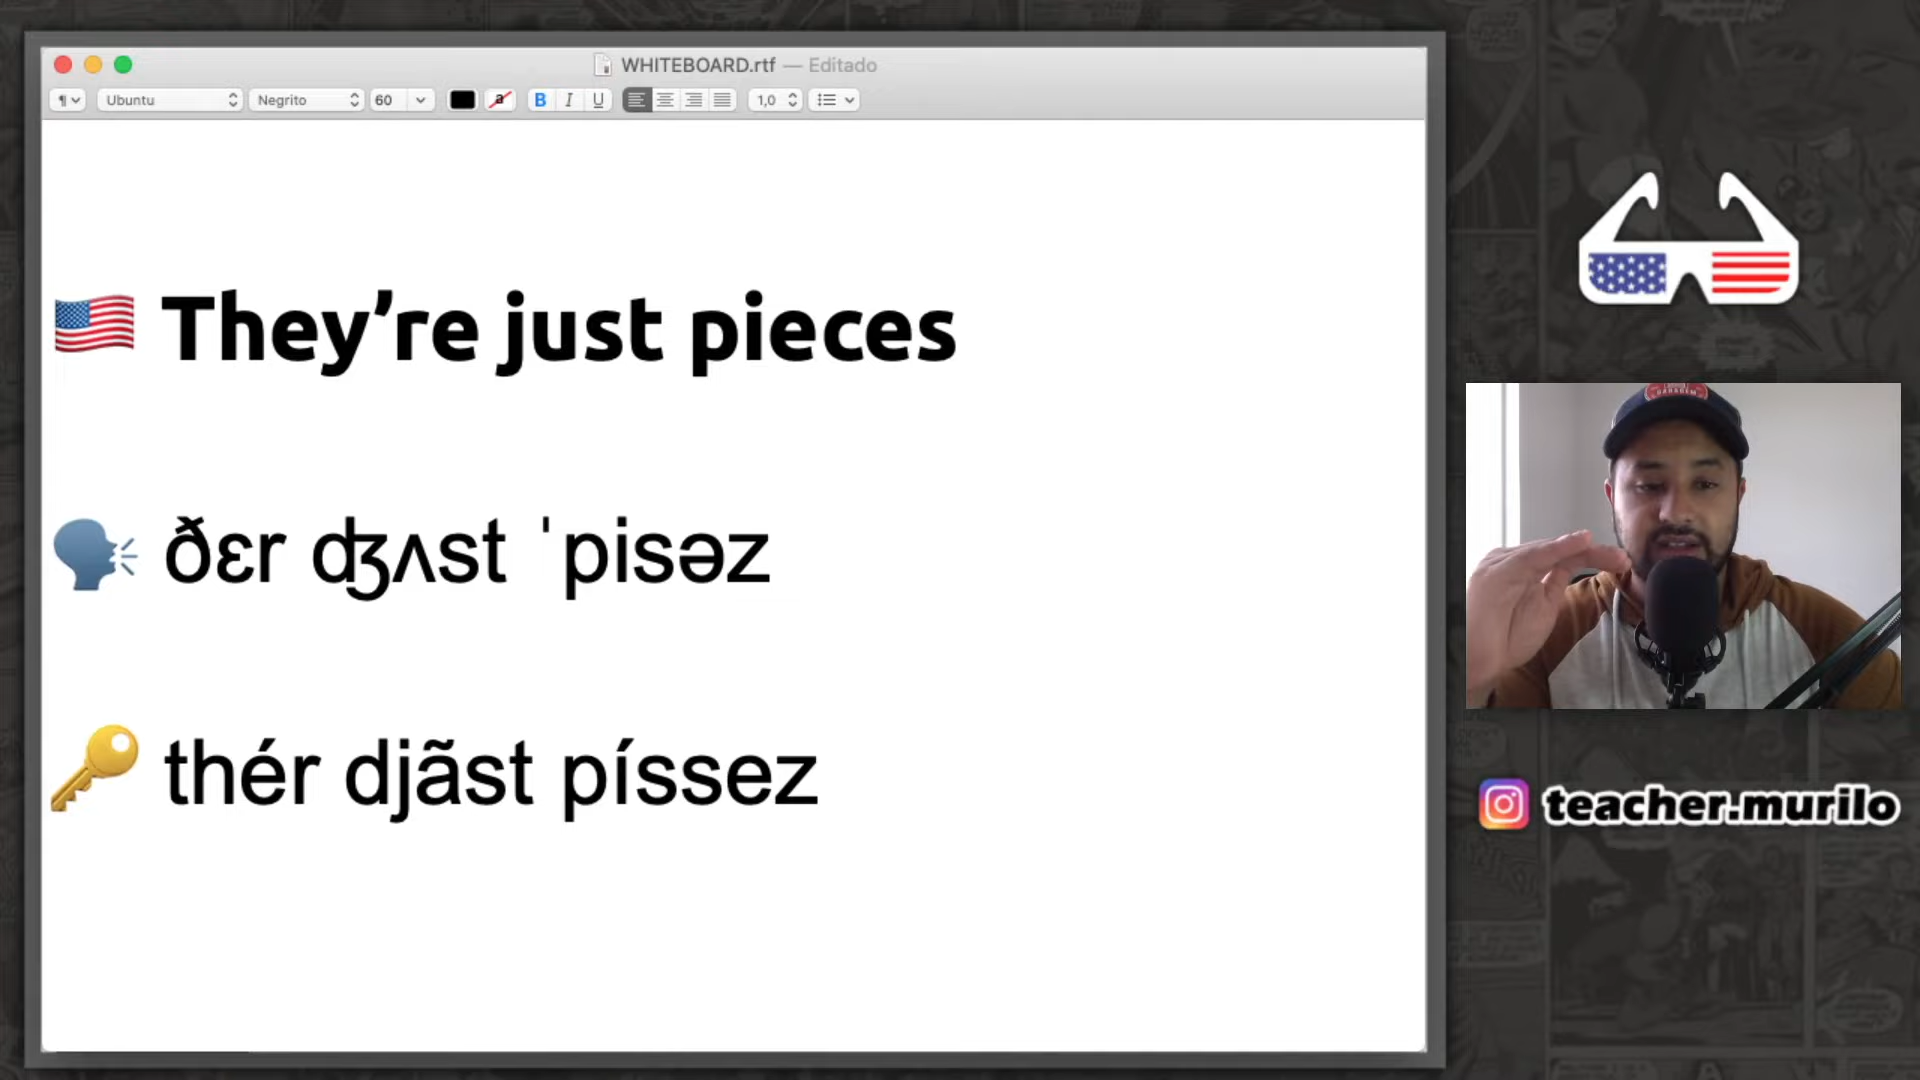 WHITEBOARD.rtf — Editado
Ubuntu Negrito 60 a B I U 1,0
They’re just pieces
ðɛr ʤʌst ˈpisəz
thér djãst píssez
teacher.murilo